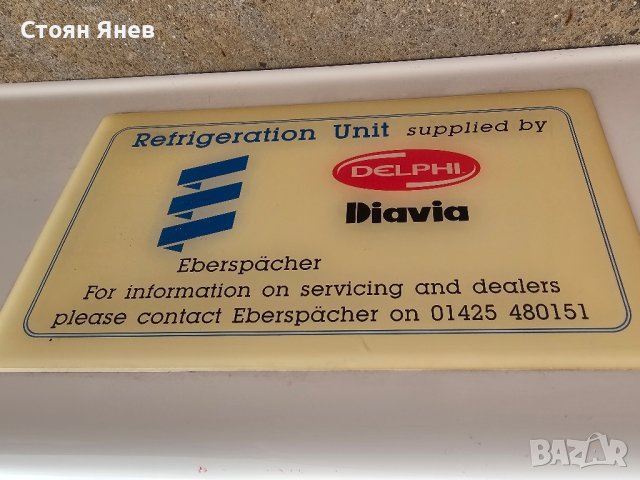 Стоян Янев
Refrigeration Unit supplied by
DELPHI
Diavia
Eberspächer
For information on servicing and dealers
please contact Eberspächer on 01425 480151
BAZAR